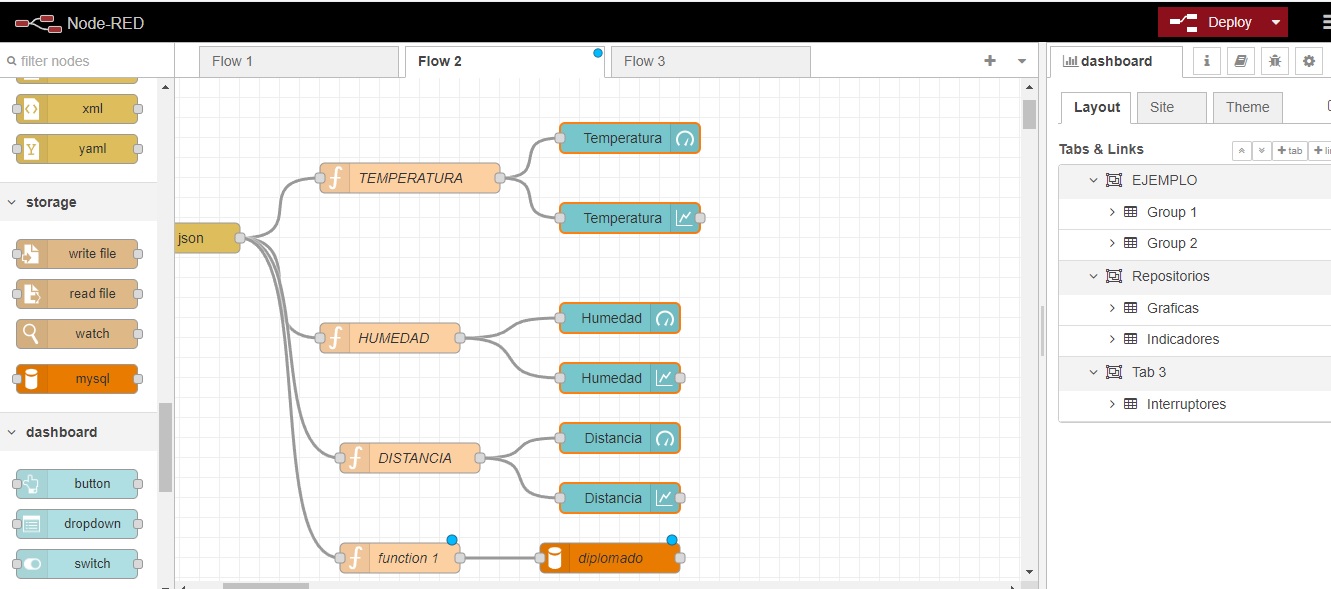 Node-RED
Deploy
filter nodes
Flow 1
Flow 2
Flow 3
dashboard
xml
yaml
storage
write file
read file
watch
mysql
dashboard
button
dropdown
switch
json
TEMPERATURA
Temperatura
Temperatura
HUMEDAD
Humedad
Humedad
DISTANCIA
Distancia
Distancia
function 1
diplomado
Layout
Site
Theme
Tabs & Links
+ tab
+ lin
EJEMPLO
Group 1
Group 2
Repositorios
Graficas
Indicadores
Tab 3
Interruptores